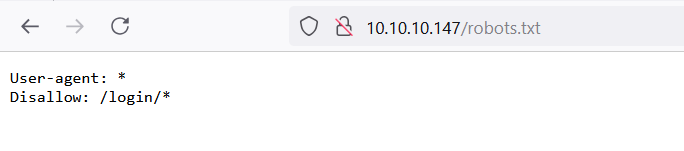 10.10.10.147/robots.txt
User-agent: *
Disallow: /login/*